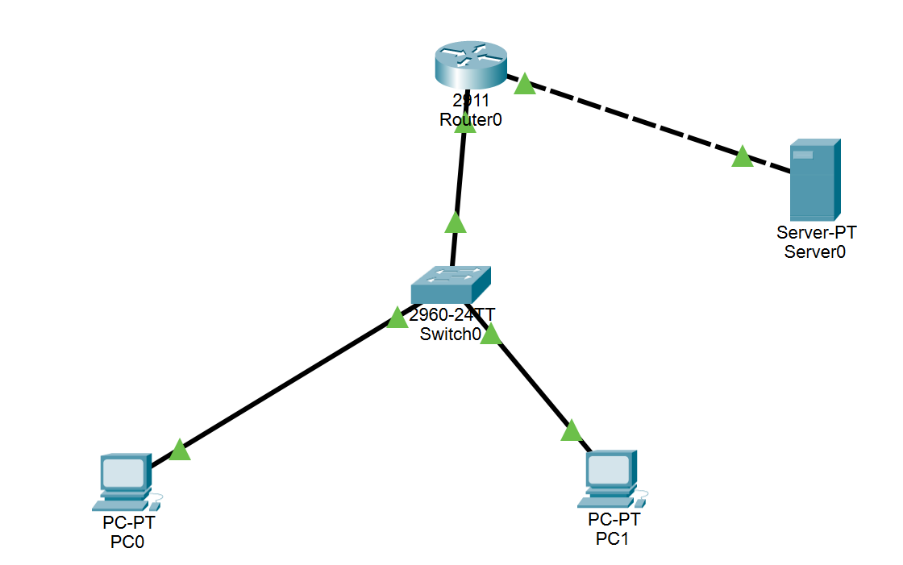 2911
Router0
Server-PT
Server0
2960-24TT
Switch0
PC-PT
PC0
PC-PT
PC1